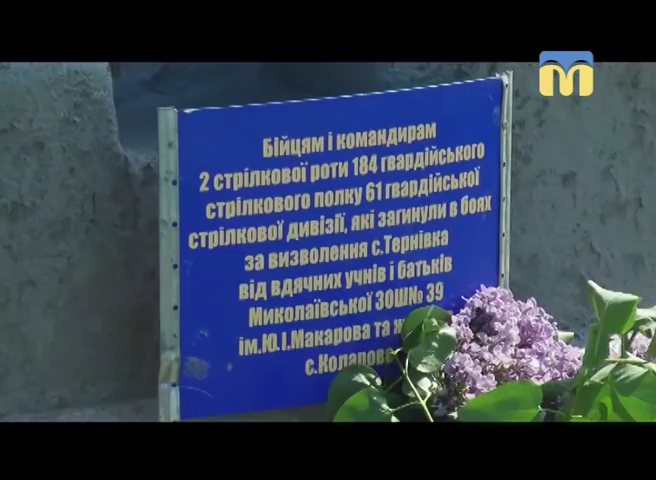 Бійцям і командирам
2 стрілкової роти 184 гвардійського
стрілкового полку 61 гвардійської
стрілкової дивізії, які загинули в боях
за визволення с.Тернівка
від вдячних учнів і батьків
Миколаївської ЗОШ№ 39
ім.Ю.І.Макарова та